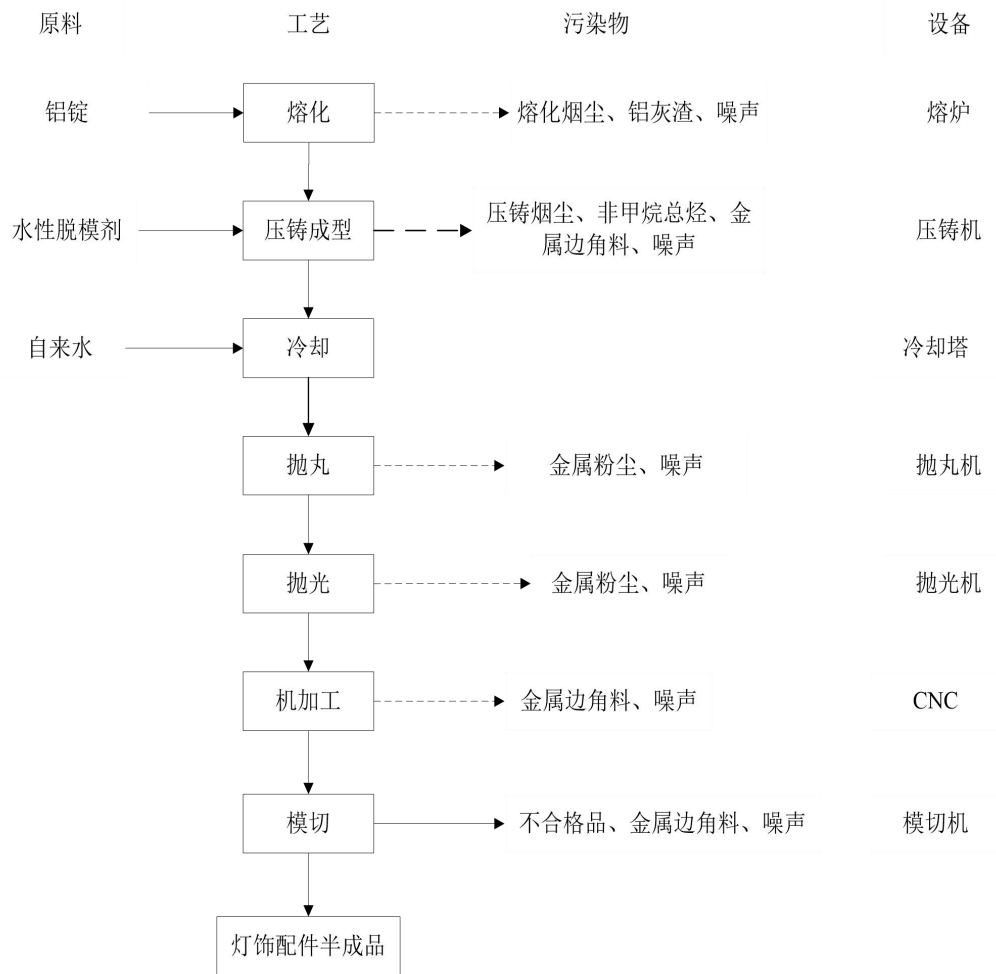 原料 工艺 污染物 设备
铝锭 熔化 熔化烟尘、铝灰渣、噪声 熔炉
水性脱模剂 压铸成型 压铸烟尘、非甲烷总烃、金
属边角料、噪声 压铸机
自来水 冷却 冷却塔
抛丸 金属粉尘、噪声 抛丸机
抛光 金属粉尘、噪声 抛光机
机加工 金属边角料、噪声 CNC
模切 不合格品、金属边角料、噪声 模切机
灯饰配件半成品